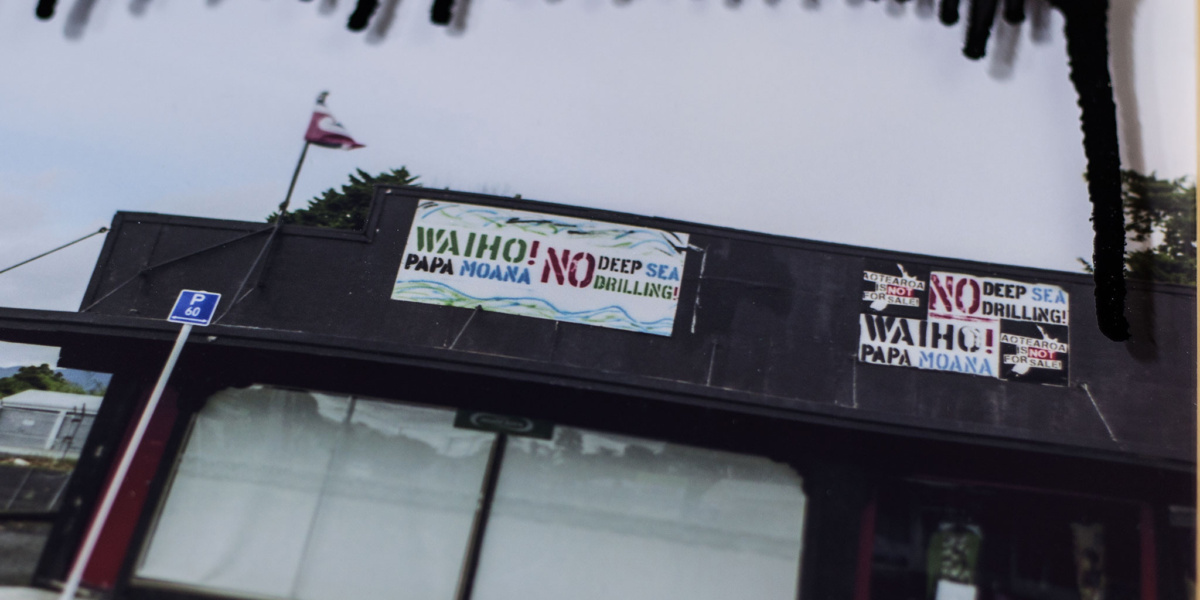 WAIHO! NO DEEP SEA
PAPA MOANA DRILLING!
P
60
AOTEAROA
IS NOT
FOR SALE!
NO DEEP SEA
DRILLING!
WAIHO!
PAPA MOANA
AOTEAROA
IS NOT
FOR SALE!